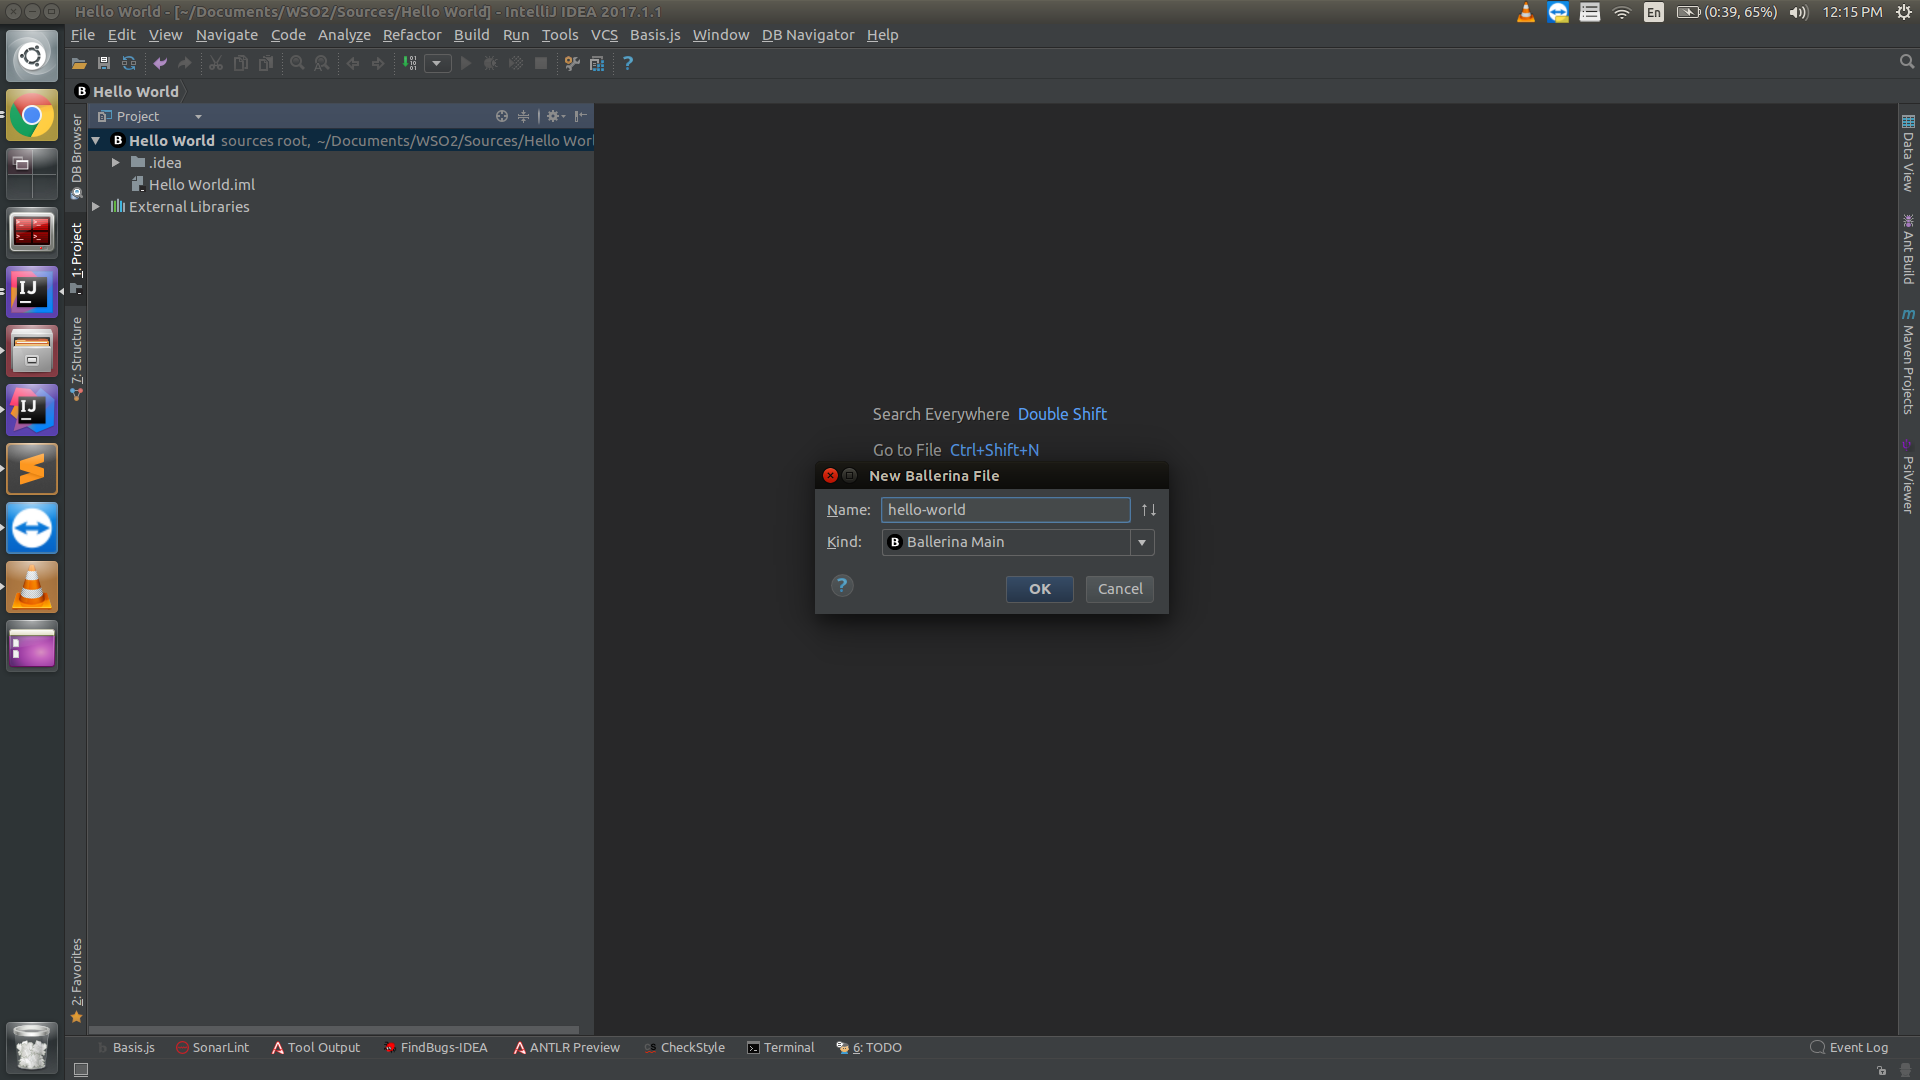 Hello World - [~/Documents/WSO2/Sources/Hello World] - IntelliJ IDEA 2017.1.1
En (0:39, 65%) 12:15 PM
File Edit View Navigate Code Analyze Refactor Build Run Tools VCS Basis.js Window DB Navigator Help
B Hello World
Project
B Hello World sources root, ~/Documents/WSO2/Sources/Hello Worl
.idea
Hello World.iml
External Libraries
DB Browser
1: Project
7: Structure
2: Favorites
IJ
IJ
Search Everywhere Double Shift
Go to File Ctrl+Shift+N
New Ballerina File
Name: hello-world
Kind: B Ballerina Main
? OK Cancel
Data View
Ant Build
m Maven Projects
PsiViewer
Basis.js SonarLint Tool Output FindBugs-IDEA ANTLR Preview CheckStyle Terminal 6: TODO Event Log